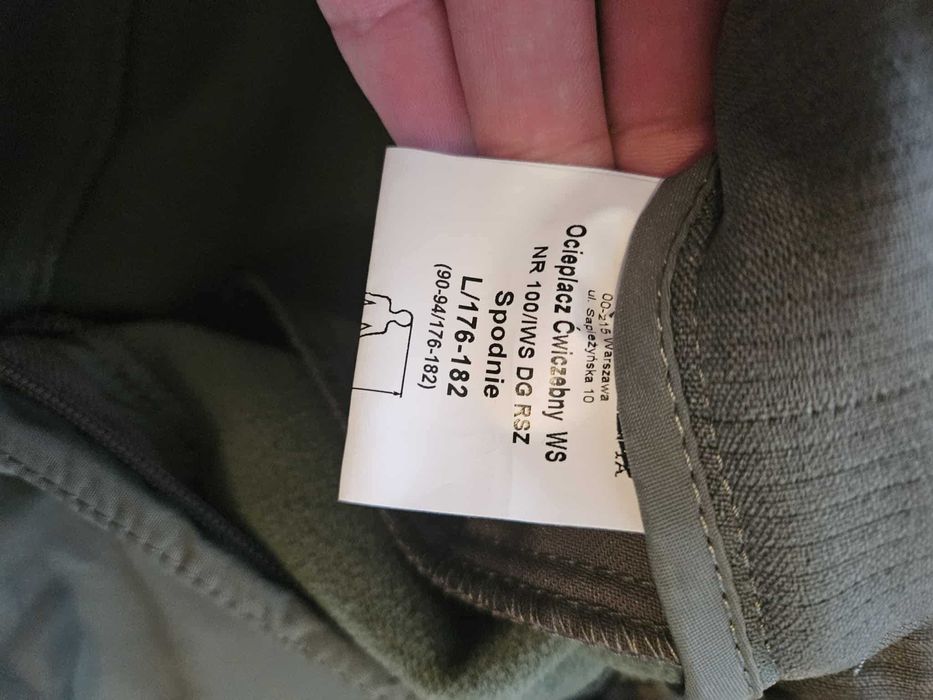 00-215 Warszawa
ul. Sapieżyńska 10
Ocieplacz Ćwiczebny WS
NR 100/IWS DG RSZ
Spodnie
L/176-182
(90-94/176-182)